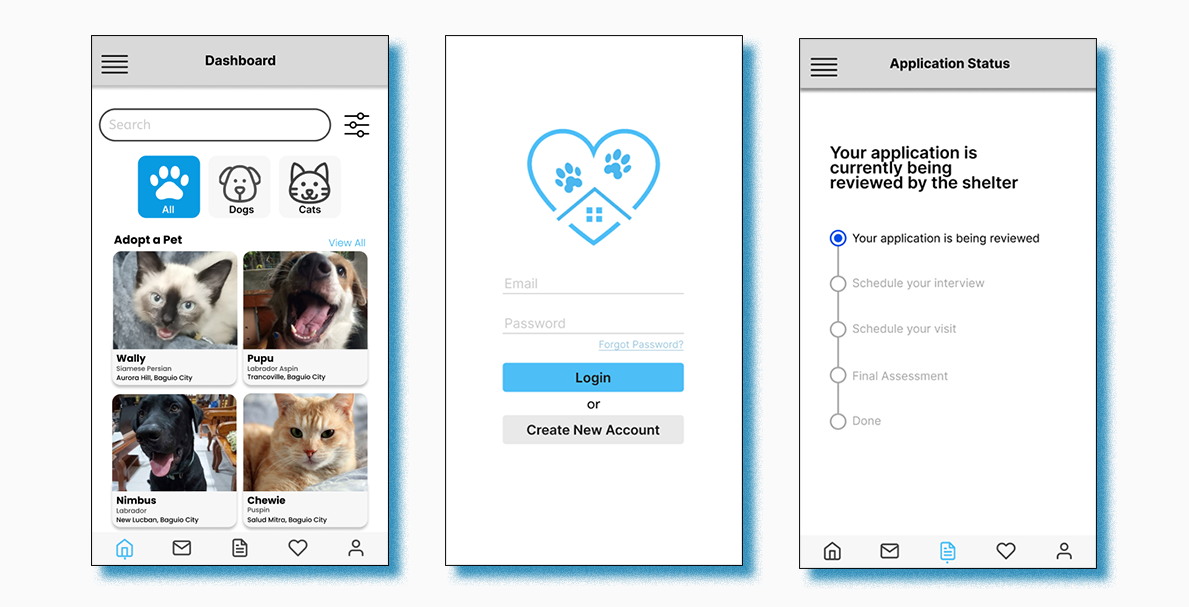 Dashboard
Search
All
Dogs
Cats
Adopt a Pet
View All
Wally
Siamese Persian
Aurora Hill, Baguio City
Pupu
Labrador Aspin
Trancoville, Baguio City
Nimbus
Labrador
New Lucban, Baguio City
Chewie
Puspin
Salud Mitra, Baguio City
Email
Password
Forgot Password?
Login
or
Create New Account
Application Status
Your application is
currently being
reviewed by the shelter
Your application is being reviewed
Schedule your interview
Schedule your visit
Final Assessment
Done